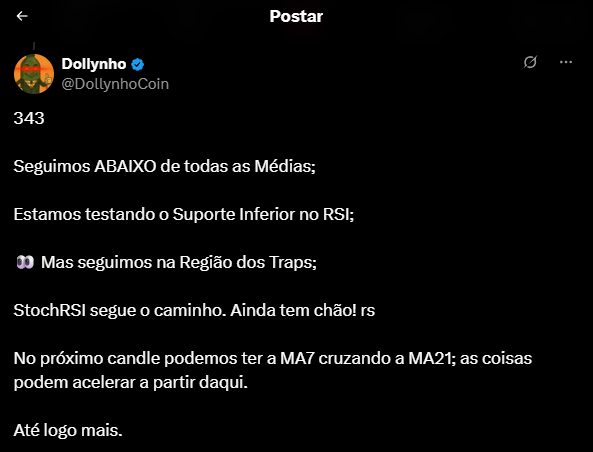 Postar
Dollynho
@DollynhoCoin
343
Seguimos ABAIXO de todas as Médias;
Estamos testando o Suporte Inferior no RSI;
👀 Mas seguimos na Região dos Traps;
StochRSI segue o caminho. Ainda tem chão! rs
No próximo candle podemos ter a MA7 cruzando a MA21; as coisas
podem acelerar a partir daqui.
Até logo mais.